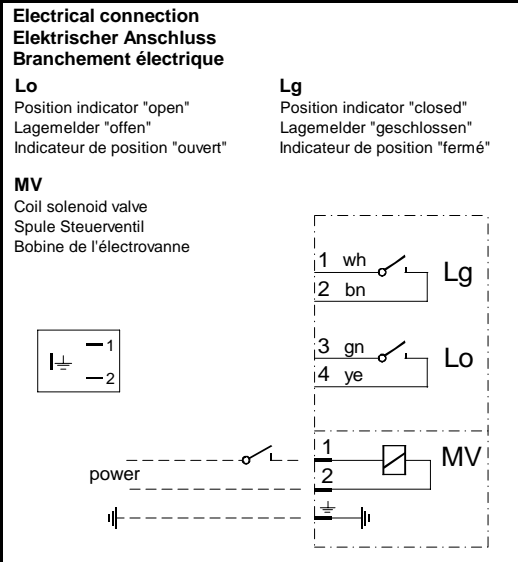 Electrical connection
Elektrischer Anschluss
Branchement électrique
Lo
Position indicator "open"
Lagemelder "offen"
Indicateur de position "ouvert"
Lg
Position indicator "closed"
Lagemelder "geschlossen"
Indicateur de position "fermé"
MV
Coil solenoid valve
Spule Steuerventil
Bobine de l'électrovanne
1 wh
2 bn
Lg
3 gn
4 ye
Lo
1
2
power
1
2
MV